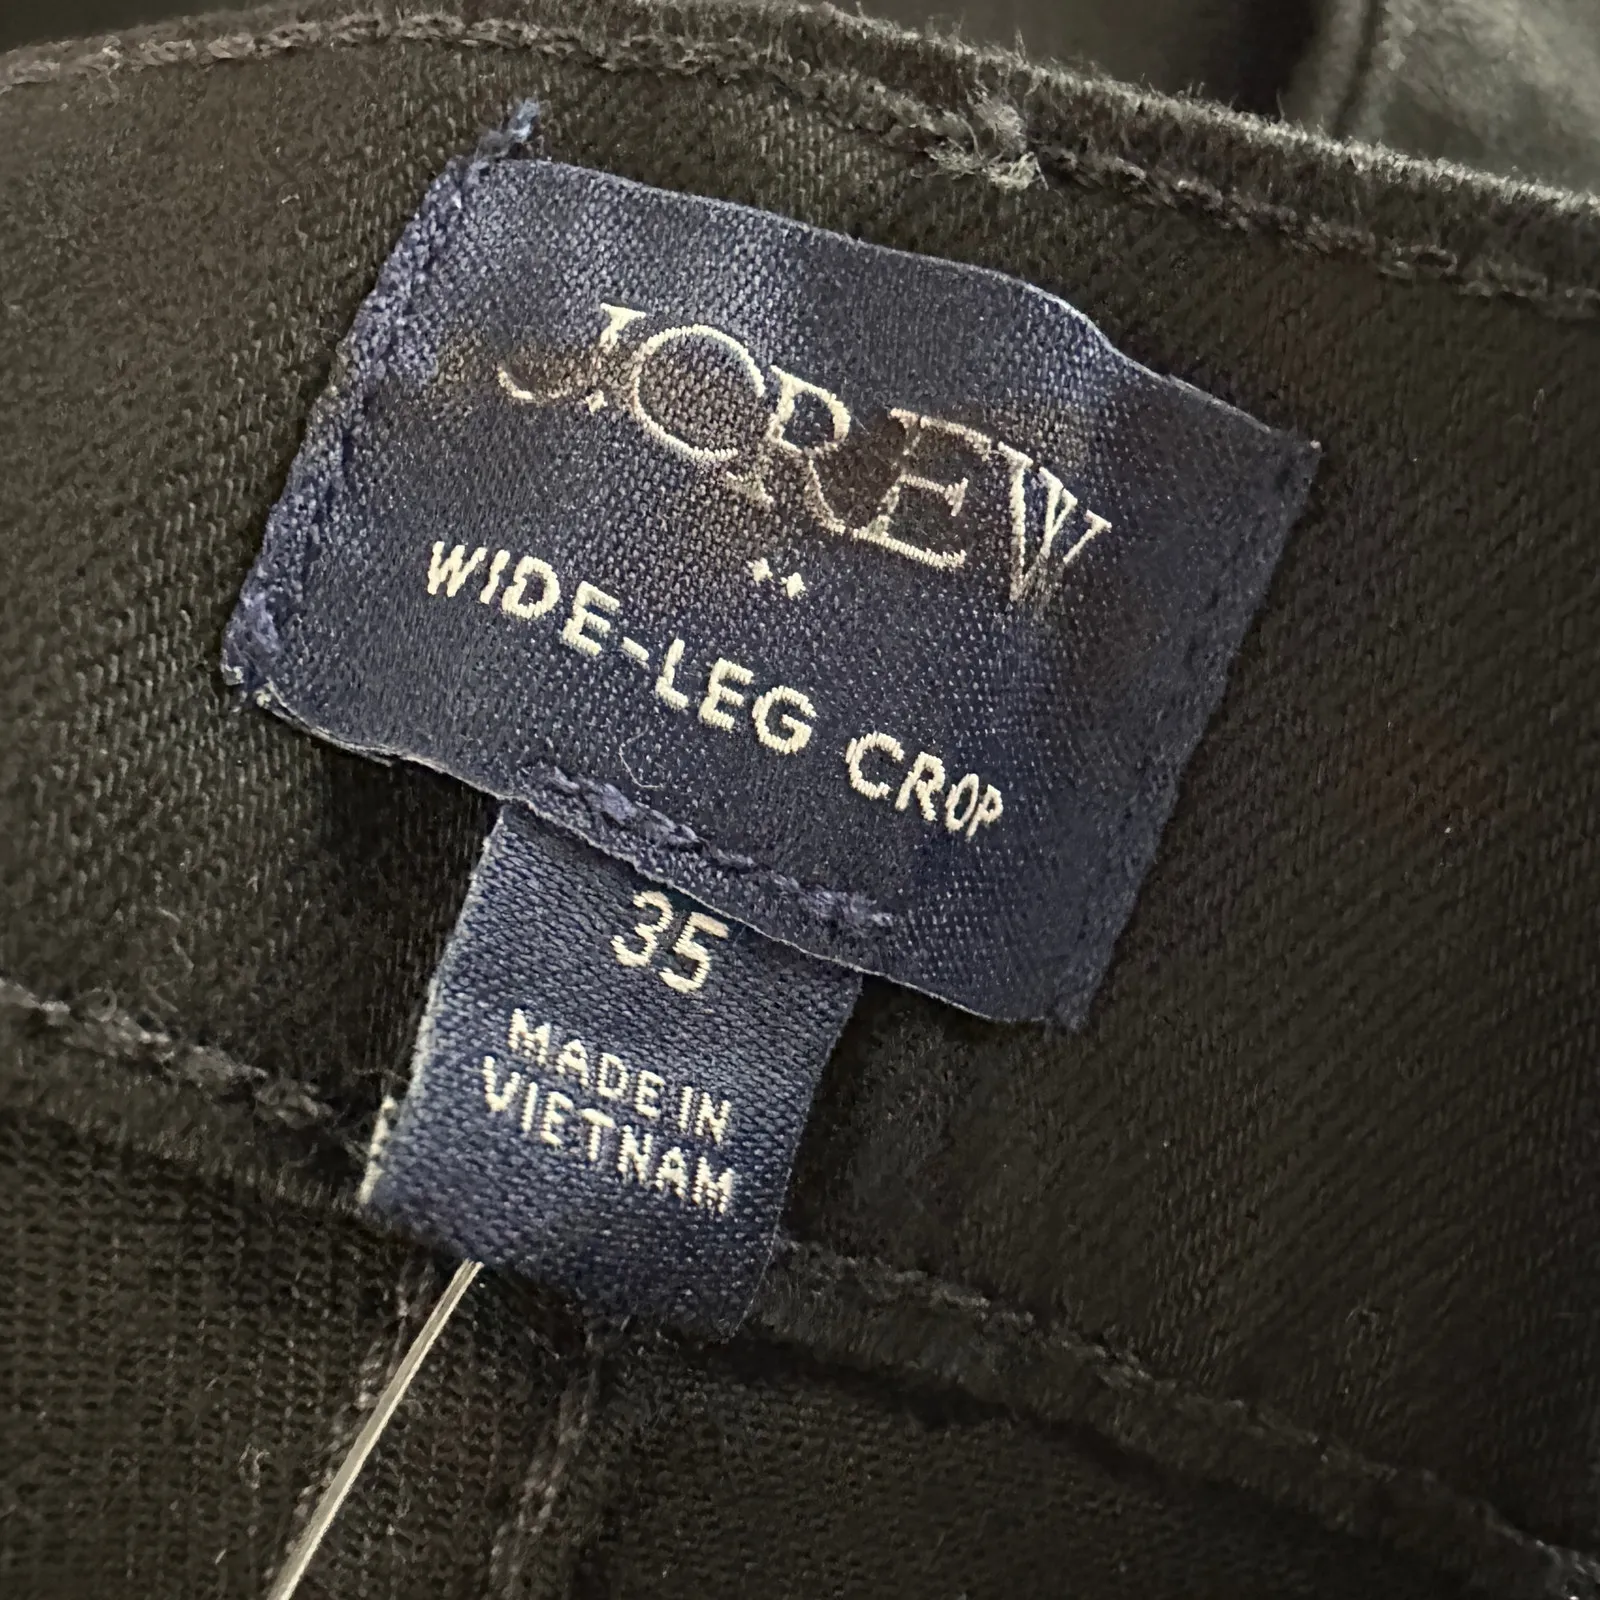 J.CREW
WIDE-LEG CROP
35
MADE IN
VIETNAM